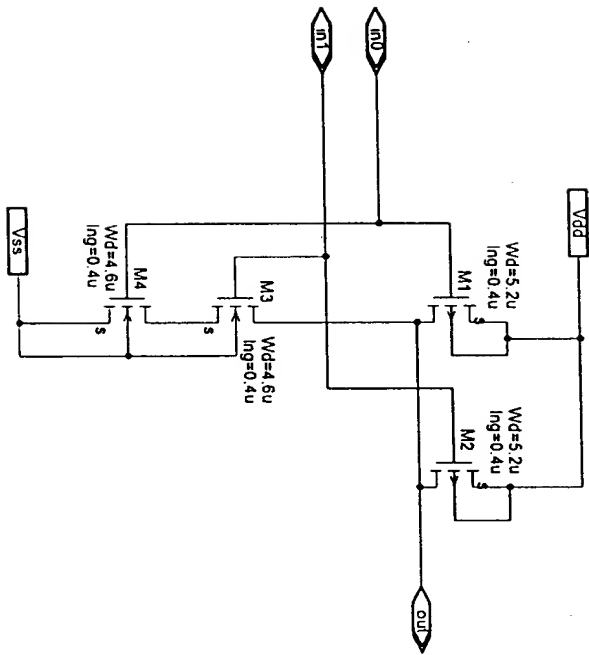 in1
in0
Vdd
Vss
M1
Wd=5.2u
lng=0.4u
s
M2
Wd=5.2u
lng=0.4u
s
M3
Wd=4.6u
lng=0.4u
s
M4
Wd=4.6u
lng=0.4u
s
out